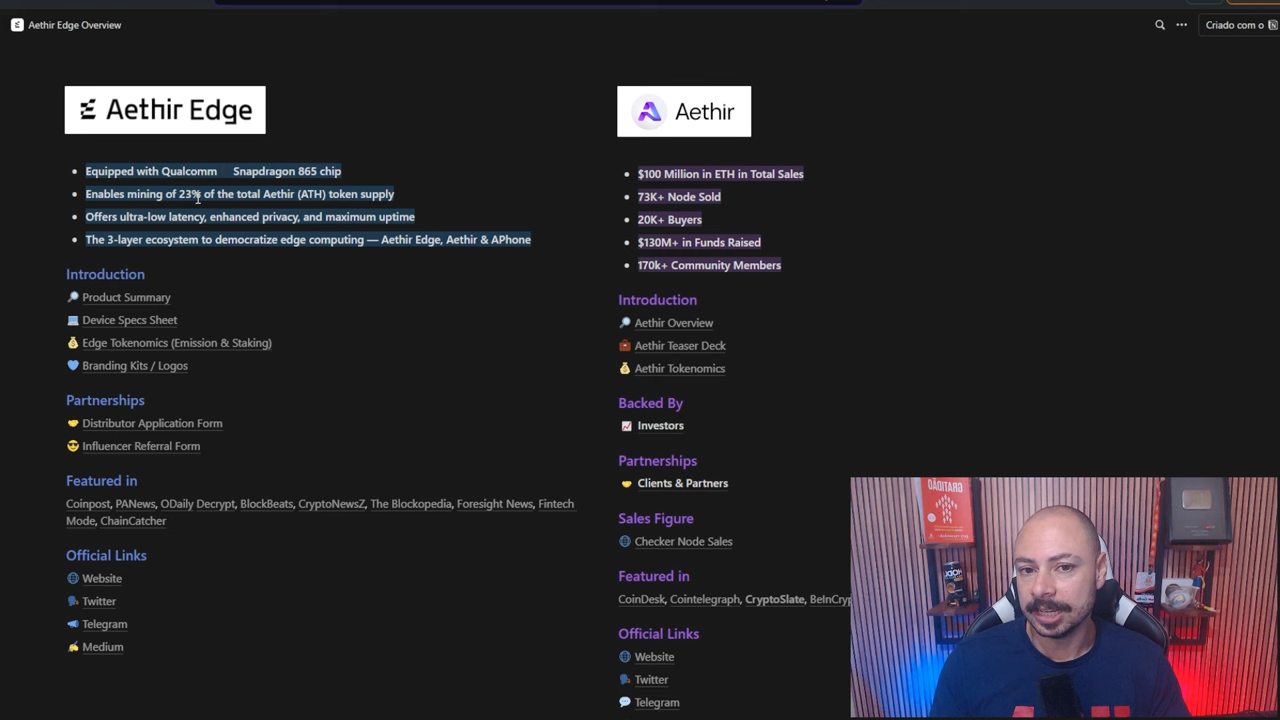 Aethir Edge Overview
Criado com o
Aethir Edge
Equipped with Qualcomm Snapdragon 865 chip
Enables mining of 23% of the total Aethir (ATH) token supply
Offers ultra-low latency, enhanced privacy, and maximum uptime
The 3-layer ecosystem to democratize edge computing — Aethir Edge, Aethir & APhone
Introduction
Product Summary
Device Specs Sheet
Edge Tokenomics (Emission & Staking)
Branding Kits / Logos
Partnerships
Distributor Application Form
Influencer Referral Form
Featured in
Coinpost, PANews, ODaily Decrypt, BlockBeats, CryptoNewsZ, The Blockopedia, Foresight News, Fintech
Mode, ChainCatcher
Official Links
Website
Twitter
Telegram
Medium
Aethir
$100 Million in ETH in Total Sales
73K+ Node Sold
20K+ Buyers
$130M+ in Funds Raised
170k+ Community Members
Introduction
Aethir Overview
Aethir Teaser Deck
Aethir Tokenomics
Backed By
Investors
Partnerships
Clients & Partners
Sales Figure
Checker Node Sales
Featured in
CoinDesk, Cointelegraph, CryptoSlate, BeInCry
Official Links
Website
Twitter
Telegram
GRATIDÃO